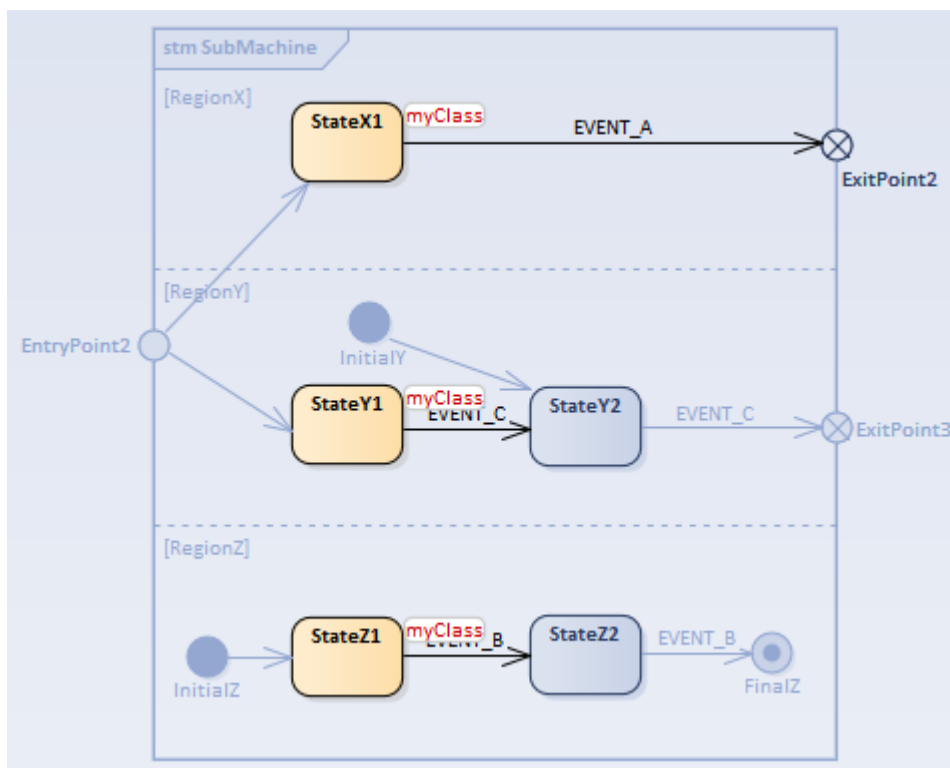 stm SubMachine
[RegionX]
StateX1
myClass
EVENT_A
ExitPoint2
[RegionY]
EntryPoint2
InitialY
StateY1
myClass
EVENT_C
StateY2
EVENT_C
ExitPoint3
[RegionZ]
InitialZ
StateZ1
myClass
EVENT_B
StateZ2
EVENT_B
FinalZ